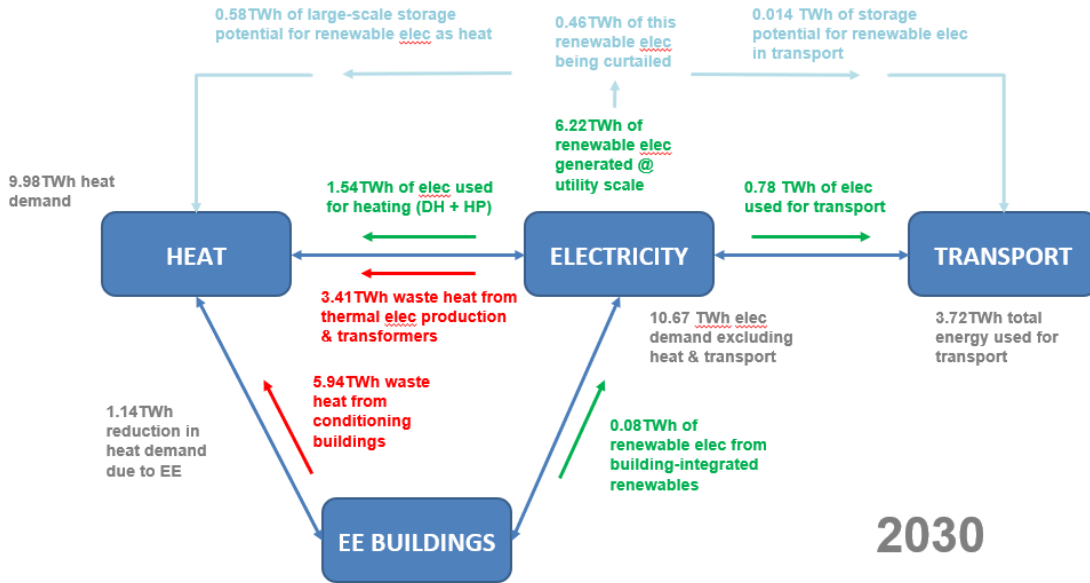 0.58TWh of large-scale storage
potential for renewable elec as heat
0.46TWh of this
renewable elec
being curtailed
0.014 TWh of storage
potential for renewable elec
in transport
6.22TWh of
renewable elec
generated @
utility scale
9.98TWh heat
demand
1.54TWh of elec used
for heating (DH + HP)
0.78 TWh of elec
used for transport
HEAT
ELECTRICITY
TRANSPORT
3.41TWh waste heat from
thermal elec production
& transformers
10.67 TWh elec
demand excluding
heat & transport
3.72TWh total
energy used for
transport
5.94TWh waste
heat from
conditioning
buildings
1.14TWh
reduction in
heat demand
due to EE
0.08TWh of
renewable elec from
building-integrated
renewables
EE BUILDINGS
2030